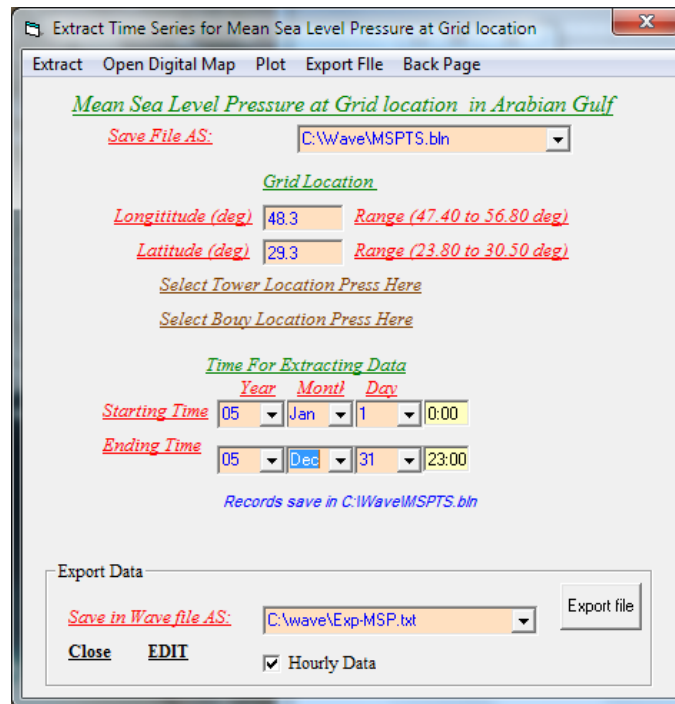 Extract Time Series for Mean Sea Level Pressure at Grid location
Extract Open Digital Map Plot Export FIle Back Page
Mean Sea Level Pressure at Grid location in Arabian Gulf
Save File AS: C:\Wave\MSPTS.bln
Grid Location
Longititude (deg) 48.3 Range (47.40 to 56.80 deg)
Latitude (deg) 29.3 Range (23.80 to 30.50 deg)
Select Tower Location Press Here
Select Bouy Location Press Here
Time For Extracting Data
Year Month Day
Starting Time 05 Jan 1 0:00
Ending Time 05 Dec 31 23:00
Records save in C:\Wave\MSPTS.bln
Export Data
Save in Wave file AS: C:\wave\Exp-MSP.txt Export file
Close EDIT Hourly Data